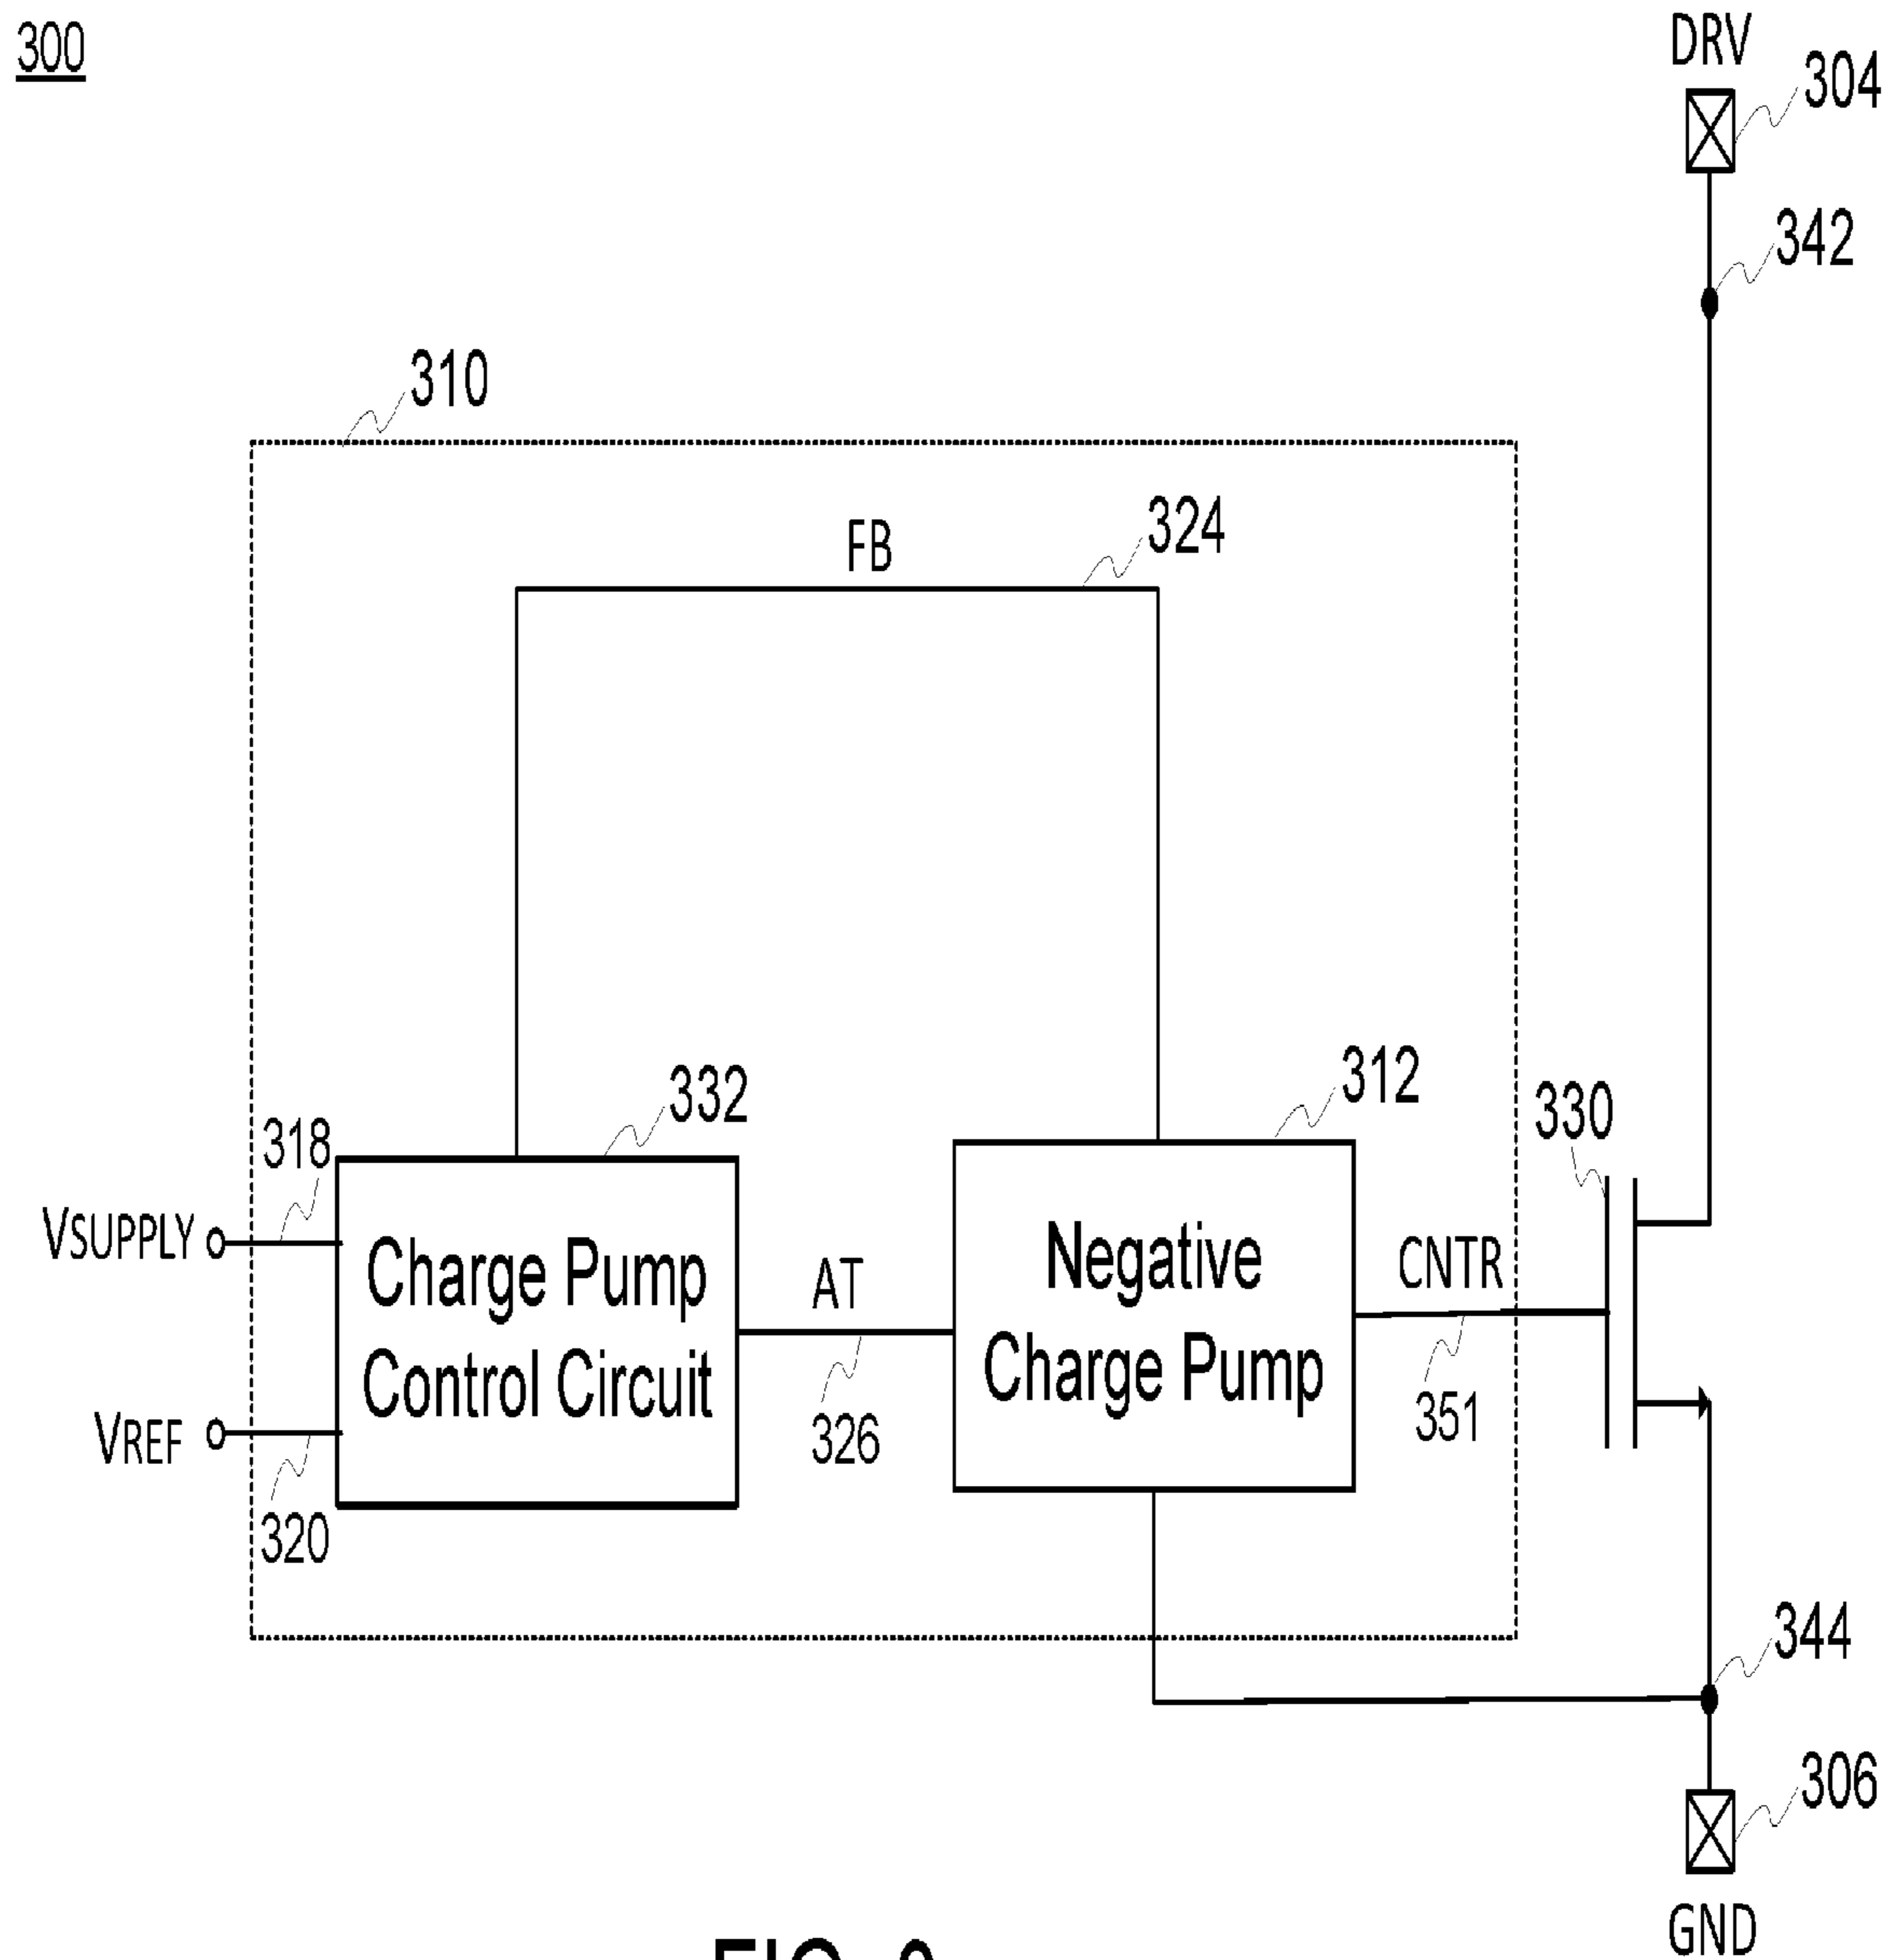 300
DRV
304
342
310
FB
324
332
312
330
318
VSUPPLY
Charge Pump
Control Circuit
AT
326
Negative
Charge Pump
CNTR
351
VREF
320
344
306
GND